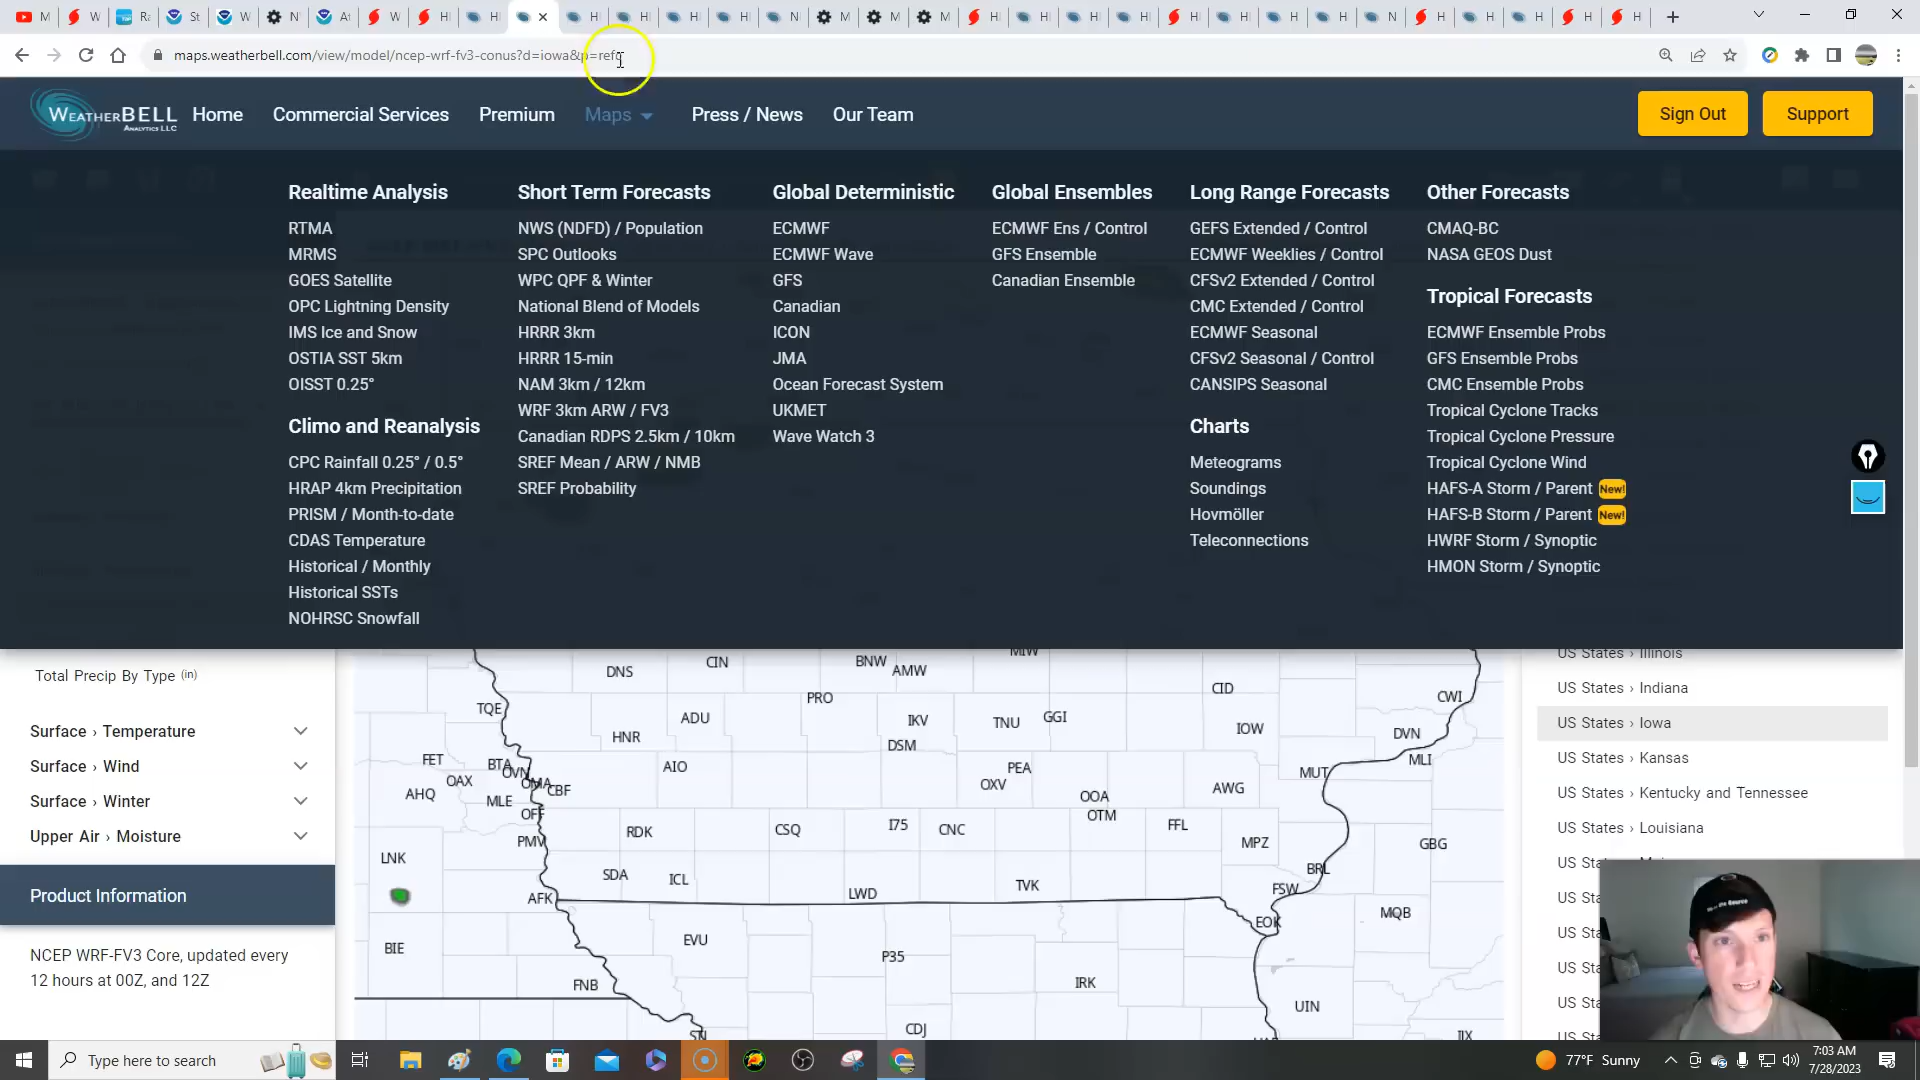 maps.weatherbell.com/view/model/ncep-wrf-fv3-conus?d=iowa&p=refc
WEATHERBELL
ANALYTICS LLC
Home
Commercial Services
Premium
Maps
Press / News
Our Team
Sign Out
Support
Realtime Analysis
RTMA
MRMS
GOES Satellite
OPC Lightning Density
IMS Ice and Snow
OSTIA SST 5km
OISST 0.25°
Climo and Reanalysis
CPC Rainfall 0.25° / 0.5°
HRAP 4km Precipitation
PRISM / Month-to-date
CDAS Temperature
Historical / Monthly
Historical SSTs
NOHRSC Snowfall
Short Term Forecasts
NWS (NDFD) / Population
SPC Outlooks
WPC QPF & Winter
National Blend of Models
HRRR 3km
HRRR 15-min
NAM 3km / 12km
WRF 3km ARW / FV3
Canadian RDPS 2.5km / 10km
SREF Mean / ARW / NMB
SREF Probability
Global Deterministic
ECMWF
ECMWF Wave
GFS
Canadian
ICON
JMA
Ocean Forecast System
UKMET
Wave Watch 3
Global Ensembles
ECMWF Ens / Control
GFS Ensemble
Canadian Ensemble
Long Range Forecasts
GEFS Extended / Control
ECMWF Weeklies / Control
CFSv2 Extended / Control
CMC Extended / Control
ECMWF Seasonal
CFSv2 Seasonal / Control
CANSIPS Seasonal
Charts
Meteograms
Soundings
Hovmöller
Teleconnections
Other Forecasts
CMAQ-BC
NASA GEOS Dust
Tropical Forecasts
ECMWF Ensemble Probs
GFS Ensemble Probs
CMC Ensemble Probs
Tropical Cyclone Tracks
Tropical Cyclone Pressure
Tropical Cyclone Wind
HAFS-A Storm / Parent New!
HAFS-B Storm / Parent New!
HWRF Storm / Synoptic
HMON Storm / Synoptic
Total Precip By Type (in)
Surface › Temperature
Surface › Wind
Surface › Winter
Upper Air › Moisture
Product Information
NCEP WRF-FV3 Core, updated every
12 hours at 00Z, and 12Z
DNS CIN BNW AMW MIW
TQE ADU PRO IKV TNU GGI CID CWI
HNR DSM IOW DVN
FET BTA OVN AIO PEA MUT MLI
AHQ OAX MLE OMA CBF OXV OOA AWG
OFF RDK CSQ I75 CNC OTM FFL
LNK PMV MPZ GBG
SDA ICL LWD TVK BRL
AFK FSW MQB
BIE EVU P35 EOK
FNB IRK UIN
CDJ
US States › Illinois
US States › Indiana
US States › Iowa
US States › Kansas
US States › Kentucky and Tennessee
US States › Louisiana
Type here to search
77°F Sunny
7:03 AM
7/28/2023